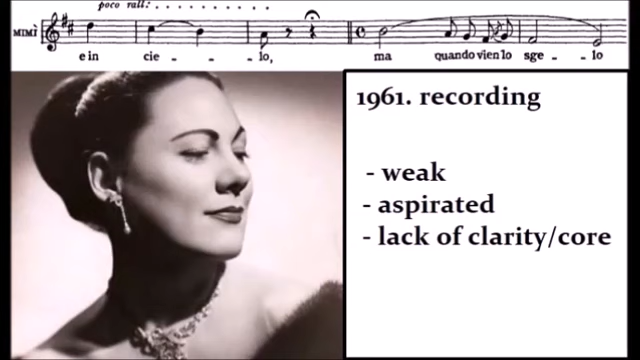 poco rall:
MIMÌ
e in cie - - - lo, ma quando vien lo sge - - lo
1961. recording
- weak
- aspirated
- lack of clarity/core